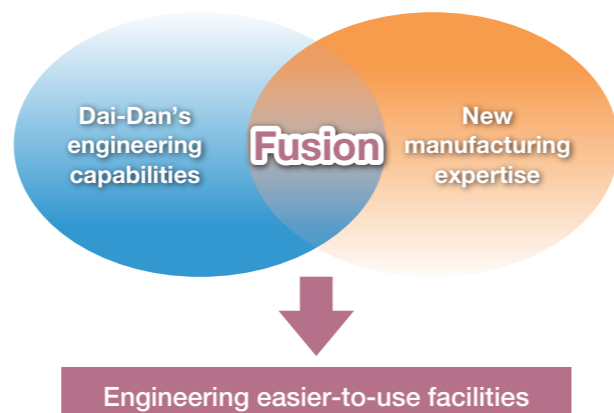 Dai-Dan's
engineering
capabilities
Fusion
New
manufacturing
expertise
Engineering easier-to-use facilities